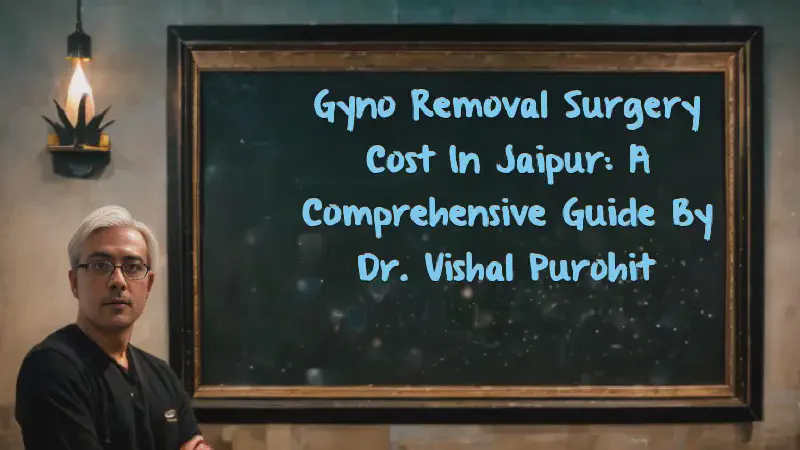 Gyno Removal Surgery
Cost In Jaipur: A
Comprehensive Guide By
Dr. Vishal Purohit